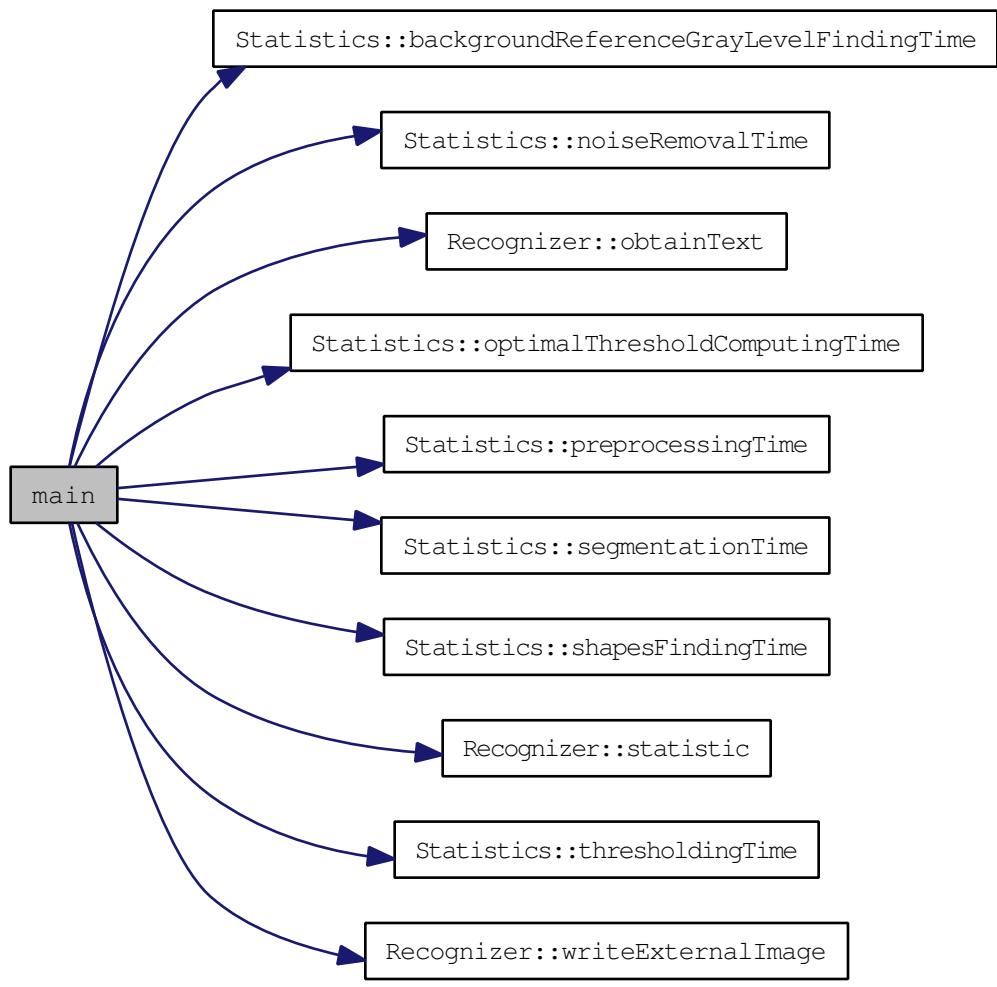 Statistics::backgroundReferenceGrayLevelFindingTime
Statistics::noiseRemovalTime
Recognizer::obtainText
Statistics::optimalThresholdComputingTime
Statistics::preprocessingTime
main
Statistics::segmentationTime
Statistics::shapesFindingTime
Recognizer::statistic
Statistics::thresholdingTime
Recognizer::writeExternalImage